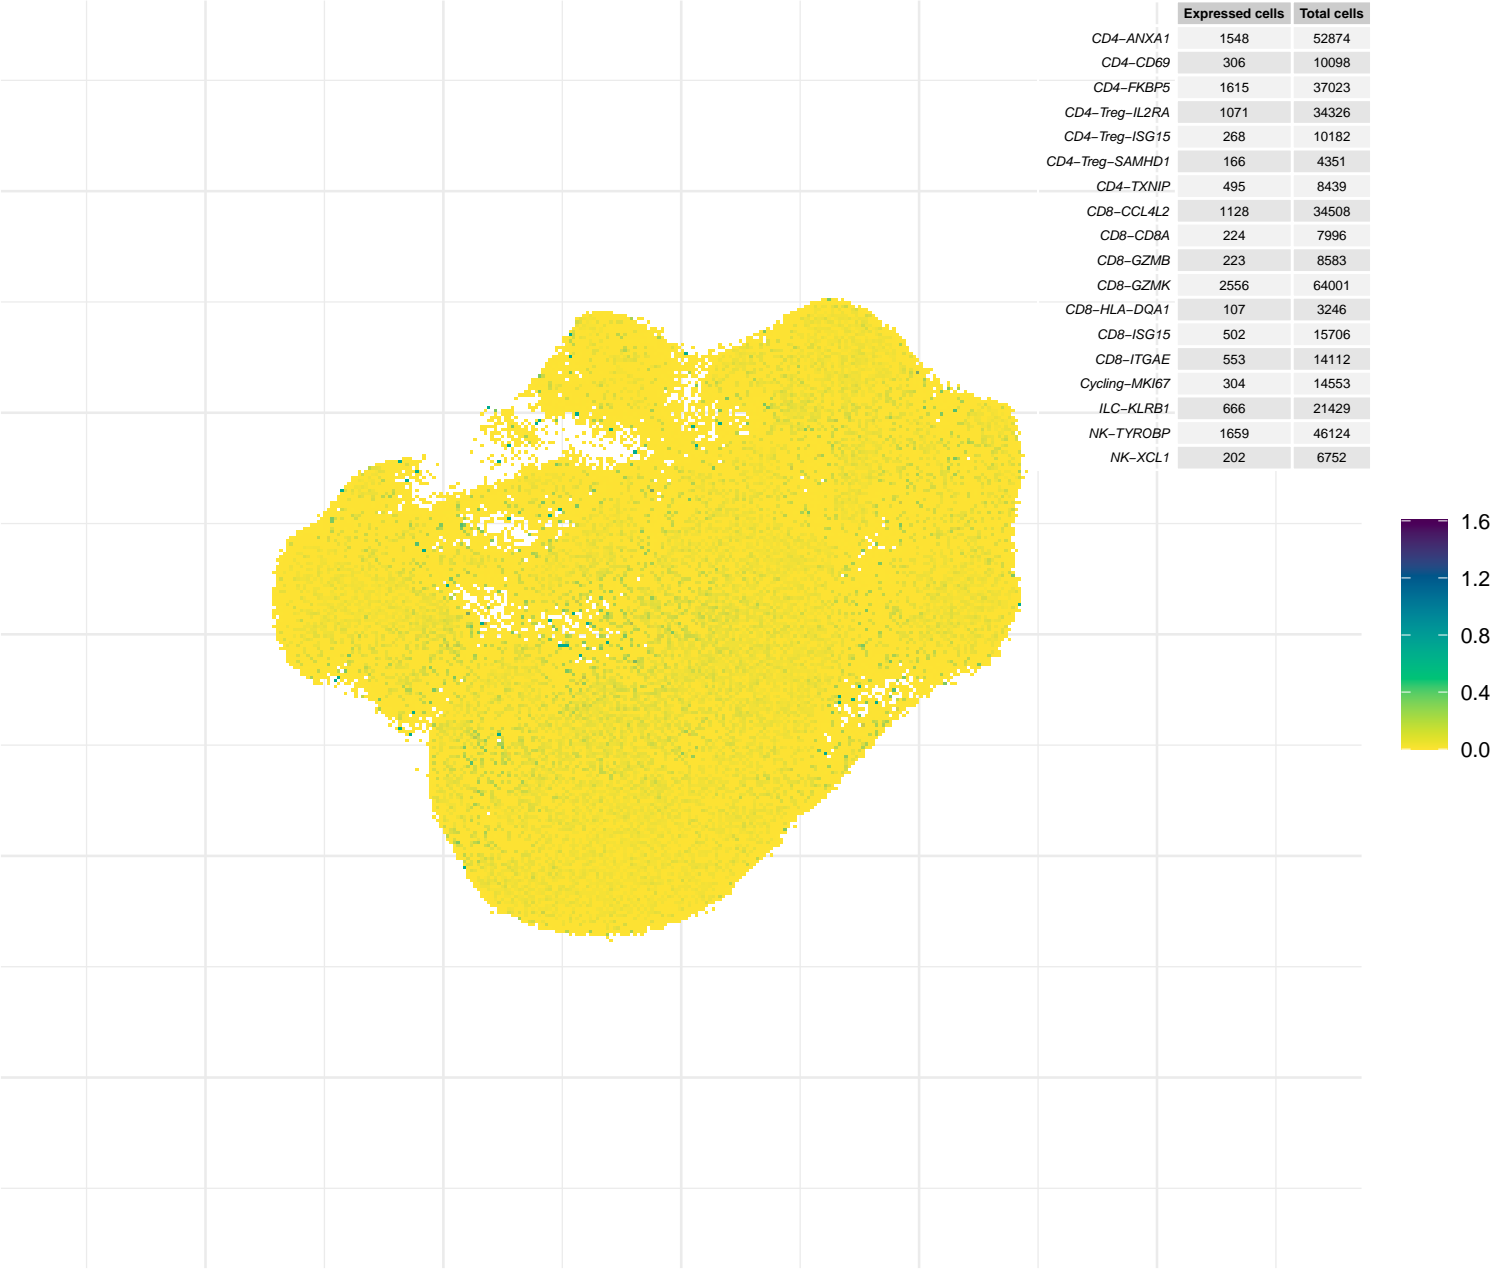 Expressed cells Total cells
CD4−ANXA1 1548 52874
CD4−CD69 306 10098
CD4−FKBP5 1615 37023
CD4−Treg−IL2RA 1071 34326
CD4−Treg−ISG15 268 10182
CD4−Treg−SAMHD1 166 4351
CD4−TXNIP 495 8439
CD8−CCL4L2 1128 34508
CD8−CD8A 224 7996
CD8−GZMB 223 8583
CD8−GZMK 2556 64001
CD8−HLA−DQA1 107 3246
CD8−ISG15 502 15706
CD8−ITGAE 553 14112
Cycling−MKI67 304 14553
ILC−KLRB1 666 21429
NK−TYROBP 1659 46124
NK−XCL1 202 6752
1.6
1.2
0.8
0.4
0.0